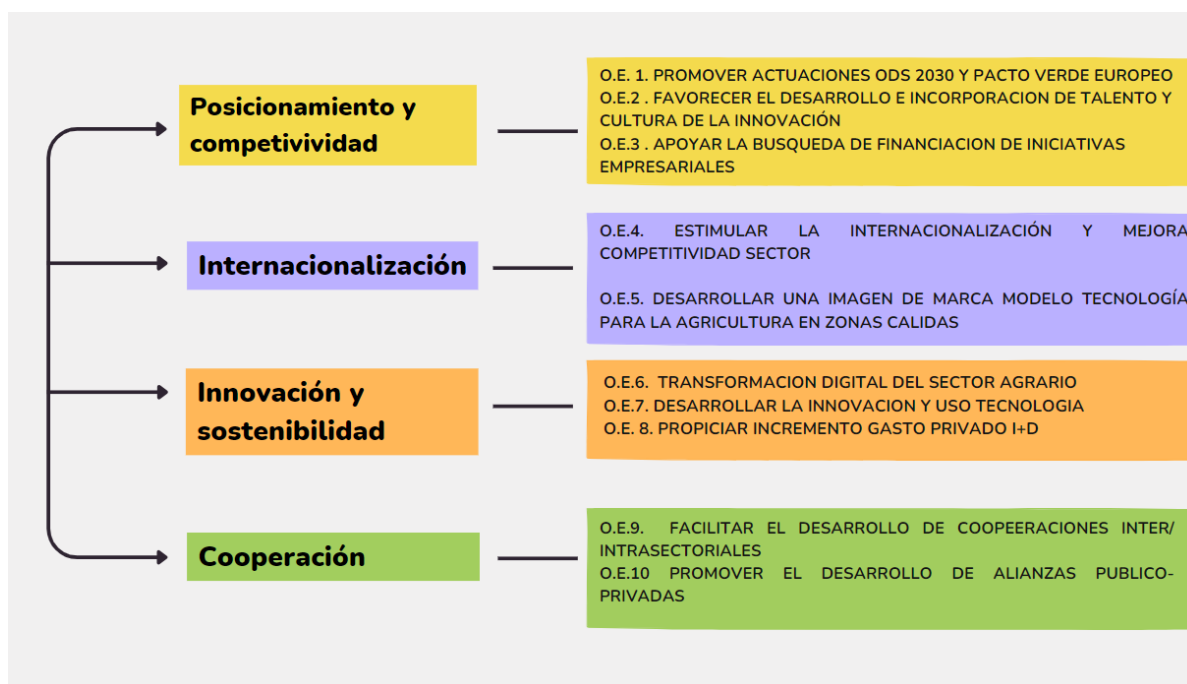 Posicionamiento y
competivividad
O.E. 1. PROMOVER ACTUACIONES ODS 2030 Y PACTO VERDE EUROPEO
O.E.2 . FAVORECER EL DESARROLLO E INCORPORACION DE TALENTO Y
CULTURA DE LA INNOVACIÓN
O.E.3 . APOYAR LA BUSQUEDA DE FINANCIACION DE INICIATIVAS
EMPRESARIALES
Internacionalización
O.E.4. ESTIMULAR LA INTERNACIONALIZACIÓN Y MEJORA
COMPETITIVIDAD SECTOR
O.E.5. DESARROLLAR UNA IMAGEN DE MARCA MODELO TECNOLOGÍA
PARA LA AGRICULTURA EN ZONAS CALIDAS
Innovación y
sostenibilidad
O.E.6. TRANSFORMACION DIGITAL DEL SECTOR AGRARIO
O.E.7. DESARROLLAR LA INNOVACION Y USO TECNOLOGIA
O.E. 8. PROPICIAR INCREMENTO GASTO PRIVADO I+D
Cooperación
O.E.9. FACILITAR EL DESARROLLO DE COOPEERACIONES INTER/
INTRASECTORIALES
O.E.10 PROMOVER EL DESARROLLO DE ALIANZAS PUBLICO-
PRIVADAS